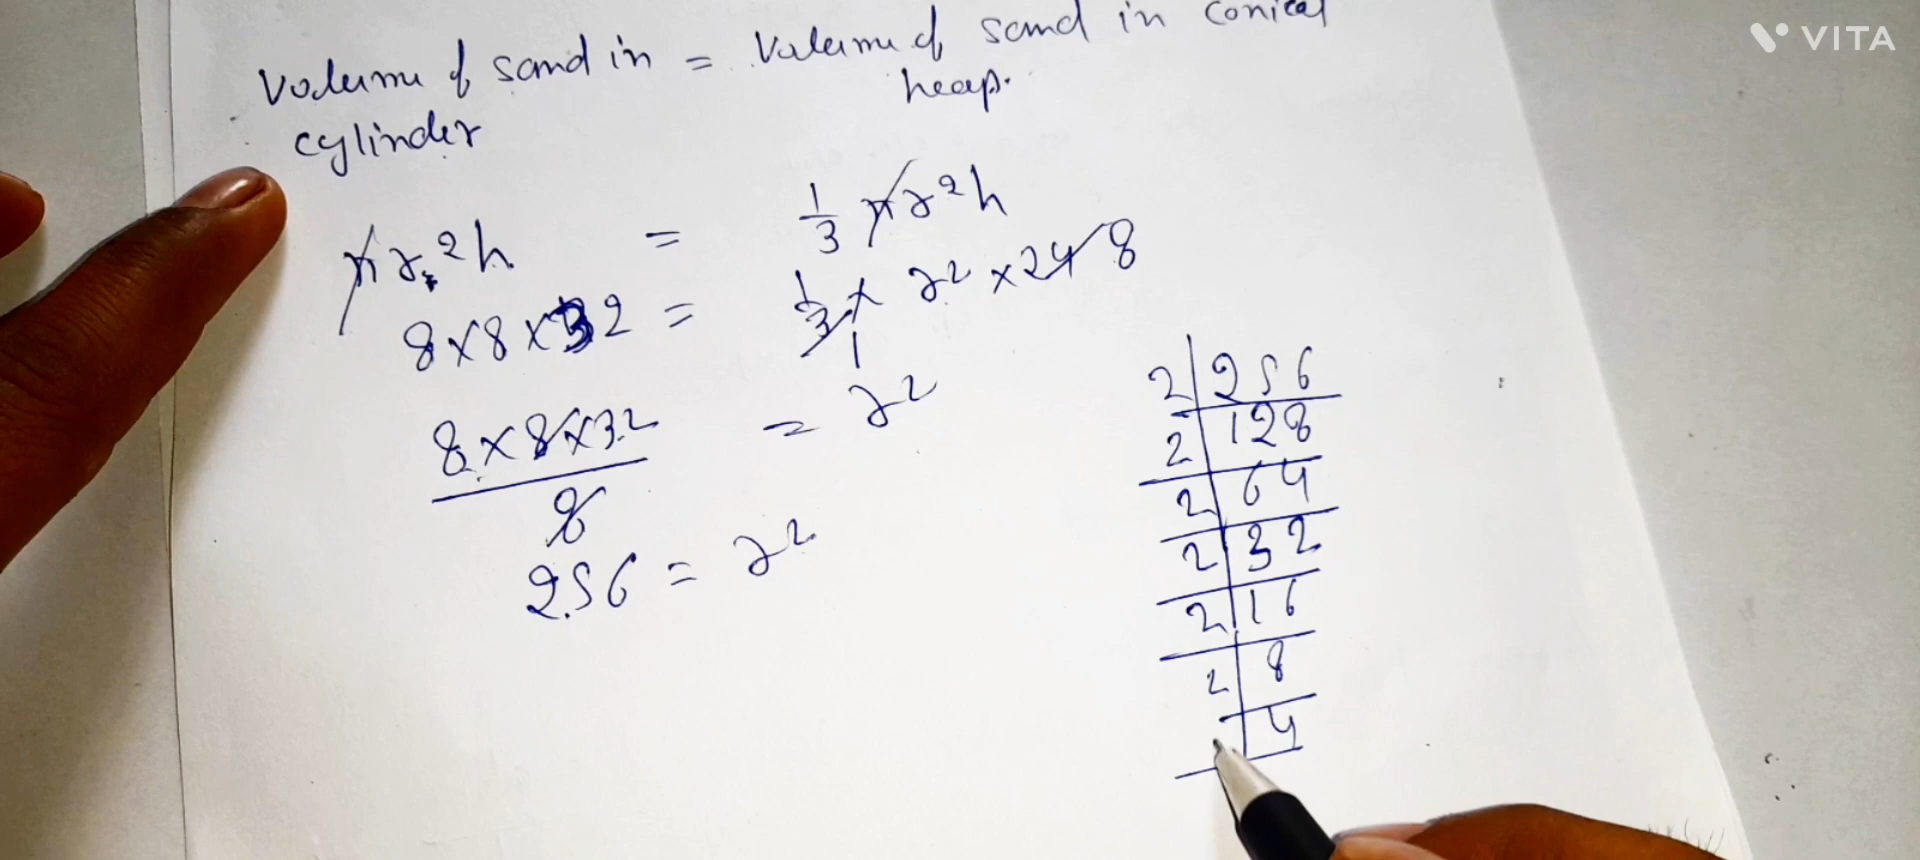 VITA
Volume of sand in = Volume of sand in conical
cylinder heap.
πr²h = 1/3 πr²h
8×8×32 = 1/3 × r² × 24 8
1
8×8×32 / 8 = r²
256 = r²
2 | 256
2 | 128
2 | 64
2 | 32
2 | 16
2 | 8
4